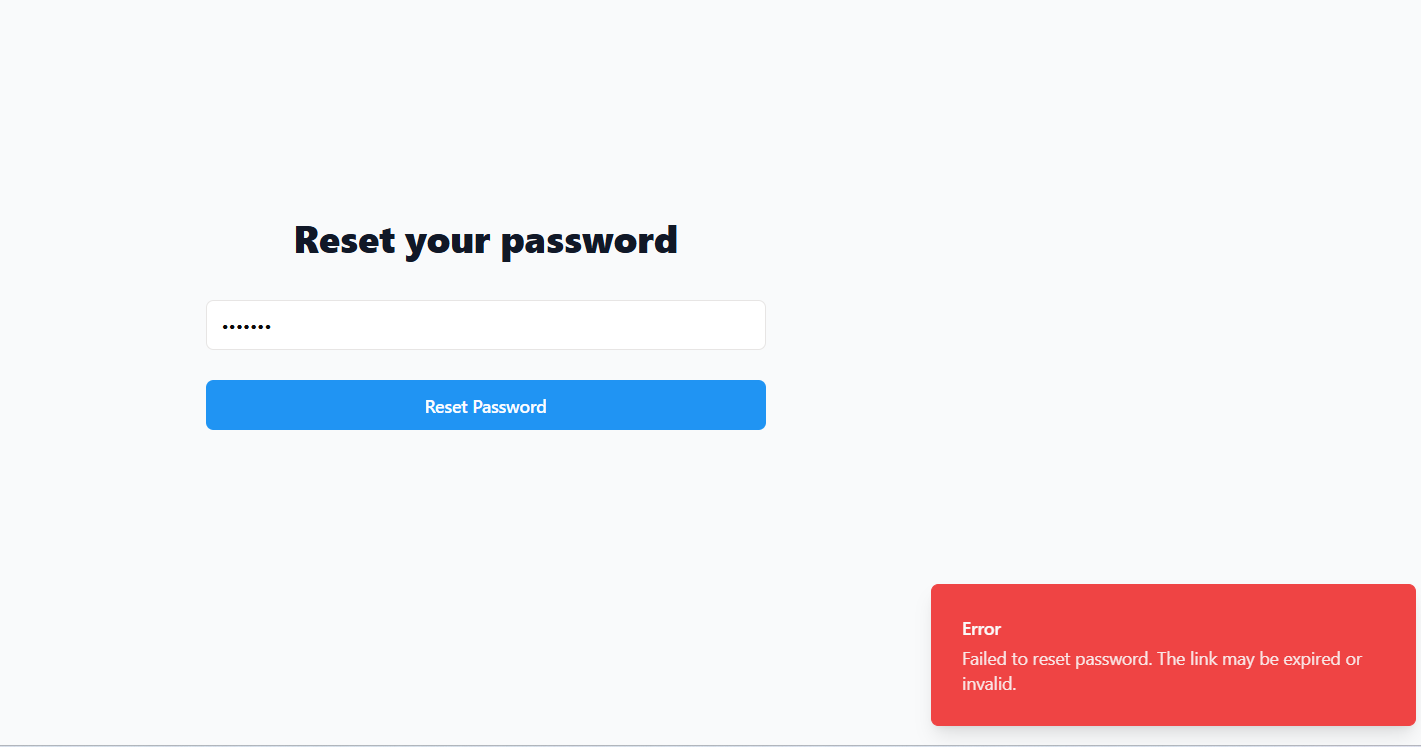 Reset your password
•••••••
Reset Password
Error
Failed to reset password. The link may be expired or
invalid.